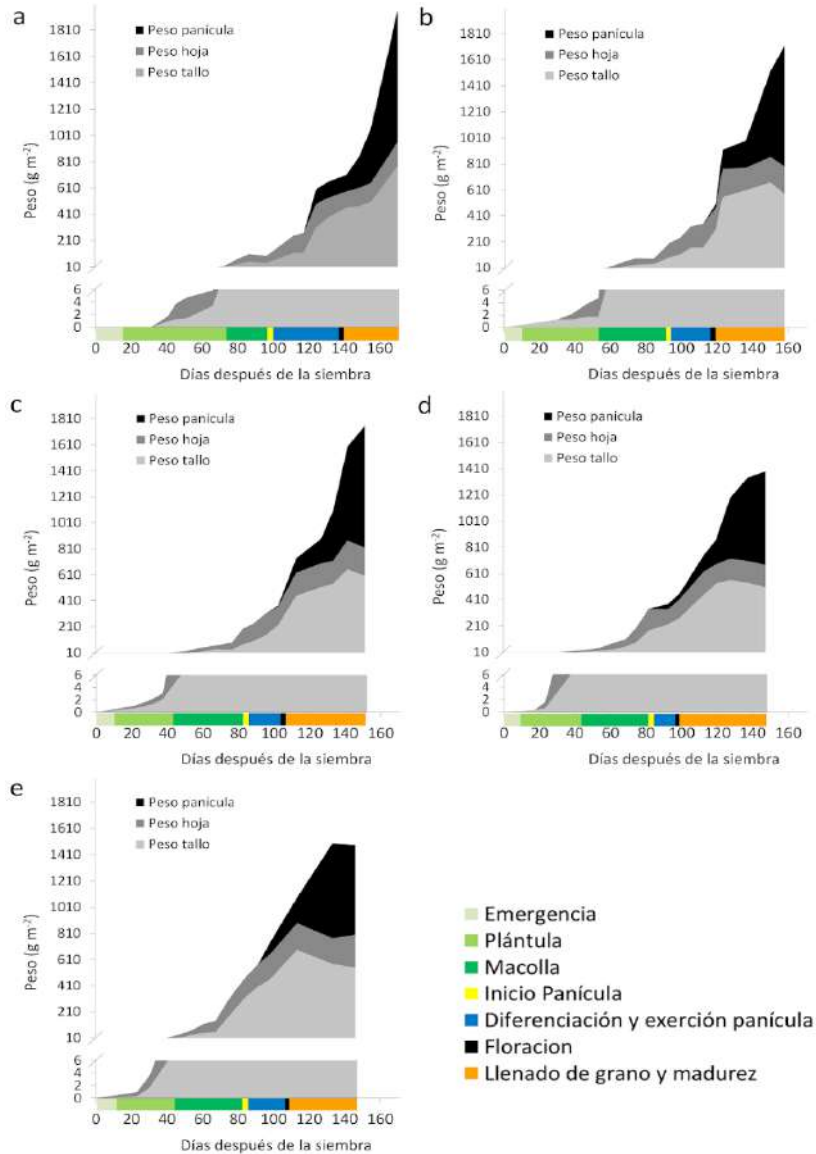 a
Peso panícula
Peso hoja
Peso tallo
1810
1610
1410
1210
1010
810
610
410
210
10
6
4
2
0
Peso (g m-2)
0 20 40 60 80 100 120 140 160
Días después de la siembra
b
Peso panícula
Peso hoja
Peso tallo
1810
1610
1410
1210
1010
810
610
410
210
10
6
4
2
0
Peso (g m-2)
0 20 40 60 80 100 120 140 160
Días después de la siembra
c
Peso panícula
Peso hoja
Peso tallo
1810
1610
1410
1210
1010
810
610
410
210
10
6
4
2
0
Peso (g m-2)
0 20 40 60 80 100 120 140 160
Días después de la siembra
d
Peso panícula
Peso hoja
Peso tallo
1810
1610
1410
1210
1010
810
610
410
210
10
6
4
2
0
Peso (g m-2)
0 20 40 60 80 100 120 140 160
Días después de la siembra
e
Peso panícula
Peso hoja
Peso tallo
1810
1610
1410
1210
1010
810
610
410
210
10
6
4
2
0
Peso (g m-2)
0 20 40 60 80 100 120 140 160
Días después de la siembra
Emergencia
Plántula
Macolla
Inicio Panícula
Diferenciación y exerción panícula
Floracion
Llenado de grano y madurez